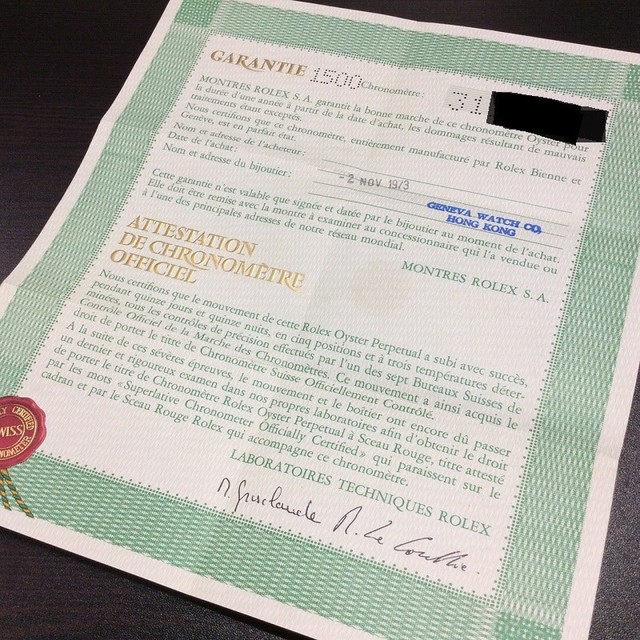 GARANTIE 1500 Chronomètre: 31
MONTRES ROLEX S.A. garantit la bonne marche de ce chronomètre Oyster pour
la durée d'une année à partir de la date d'achat, les dommages résultant de mauvais
traitements étant exceptés.
Nous certifions que ce chronomètre, entièrement manufacturé par Rolex Bienne et
Genève, est en parfait état.
Nom et adresse de l'acheteur:
Date de l'achat: -2 NOV 1973
Nom et adresse du bijoutier: GENEVA WATCH CO.
HONG KONG
Cette garantie n'est valable que signée et datée par le bijoutier au moment de l'achat.
Elle doit être remise avec la montre à examiner au concessionnaire qui l'a vendue ou
à l'une des principales adresses de notre réseau mondial.
MONTRES ROLEX S.A.
ATTESTATION
DE CHRONOMÈTRE
OFFICIEL
Nous certifions que le mouvement de cette Rolex Oyster Perpetual a subi avec succès,
pendant quinze jours et quinze nuits, en cinq positions et à trois températures déter-
minées, tous les contrôles de précision effectués par l'un des sept Bureaux Suisses de
Contrôle Officiel de la Marche des Chronomètres. Ce mouvement a ainsi acquis le
droit de porter le titre de Chronomètre Suisse Officiellement Contrôlé.
A la suite de ces sévères épreuves, le mouvement et le boîtier ont encore dû passer
un dernier et rigoureux examen dans nos propres laboratoires afin d'obtenir le droit
de porter le titre de Chronomètre Rolex Oyster Perpetual à Sceau Rouge, titre attesté
par les mots «Superlative Chronometer Officially Certified» qui paraissent sur le
cadran et par le Sceau Rouge Rolex qui accompagne ce chronomètre.
LABORATOIRES TECHNIQUES ROLEX
CERTIFIED
SWISS